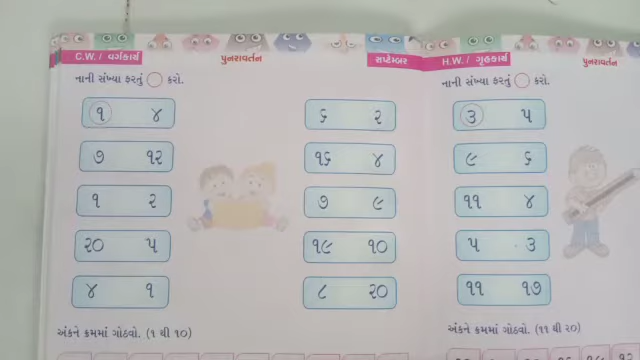 C.W. / વર્ગકાર્ય
પુનરાવર્તન
સપ્ટેમ્બર
નાની સંખ્યા ફરતું ◯ કરો.
૧ ૪
૭ ૧૨
૧ ૨
૨૦ ૫
૪ ૧
૬ ૨
૧૬ ૪
૭ ૯
૧૯ ૧૦
૮ ૨૦
અંકને ક્રમમાં ગોઠવો. (૧ થી ૧૦)
H.W. / ગૃહકાર્ય
પુનરાવર્તન
નાની સંખ્યા ફરતું ◯ કરો.
૩ ૫
૯ ૬
૧૧ ૪
૫ ૩
૧૧ ૧૭
અંકને ક્રમમાં ગોઠવો. (૧૧ થી ૨૦)